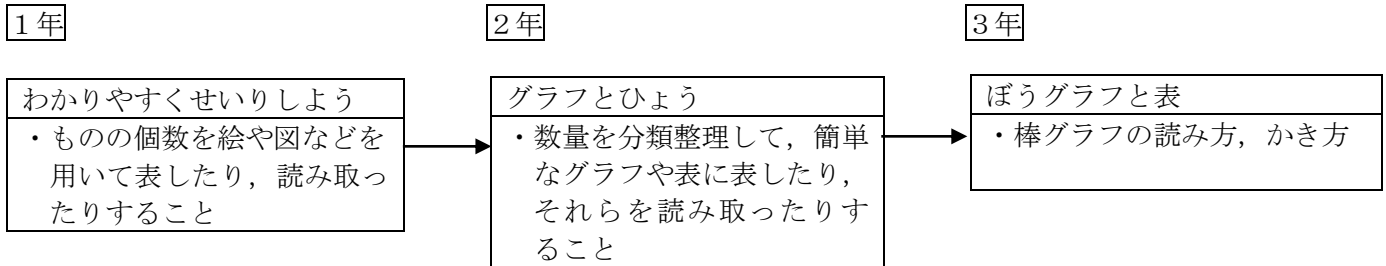 １年
２年
３年
わかりやすくせいりしよう
・ものの個数を絵や図などを
用いて表したり，読み取っ
たりすること
グラフとひょう
・数量を分類整理して，簡単
なグラフや表に表したり，
それらを読み取ったりす
ること
ぼうグラフと表
・棒グラフの読み方，かき方